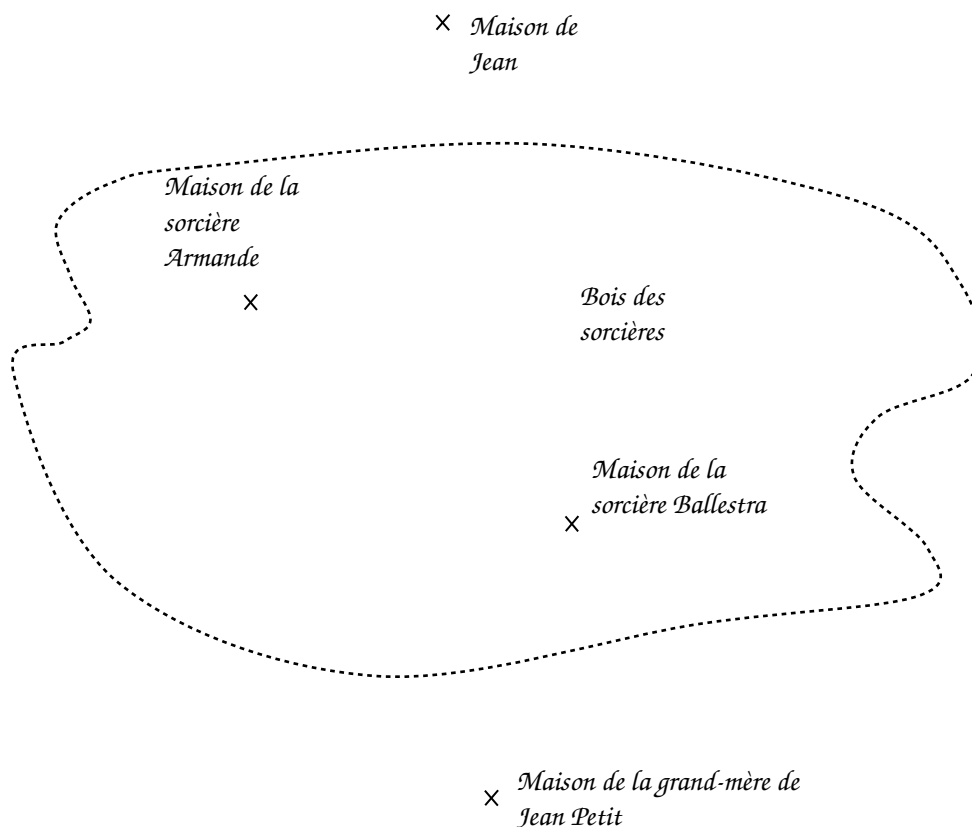 Maison de
Jean
Maison de la
sorcière
Armande
Bois des
sorcières
Maison de la
sorcière Ballestra
Maison de la grand-mère de
Jean Petit